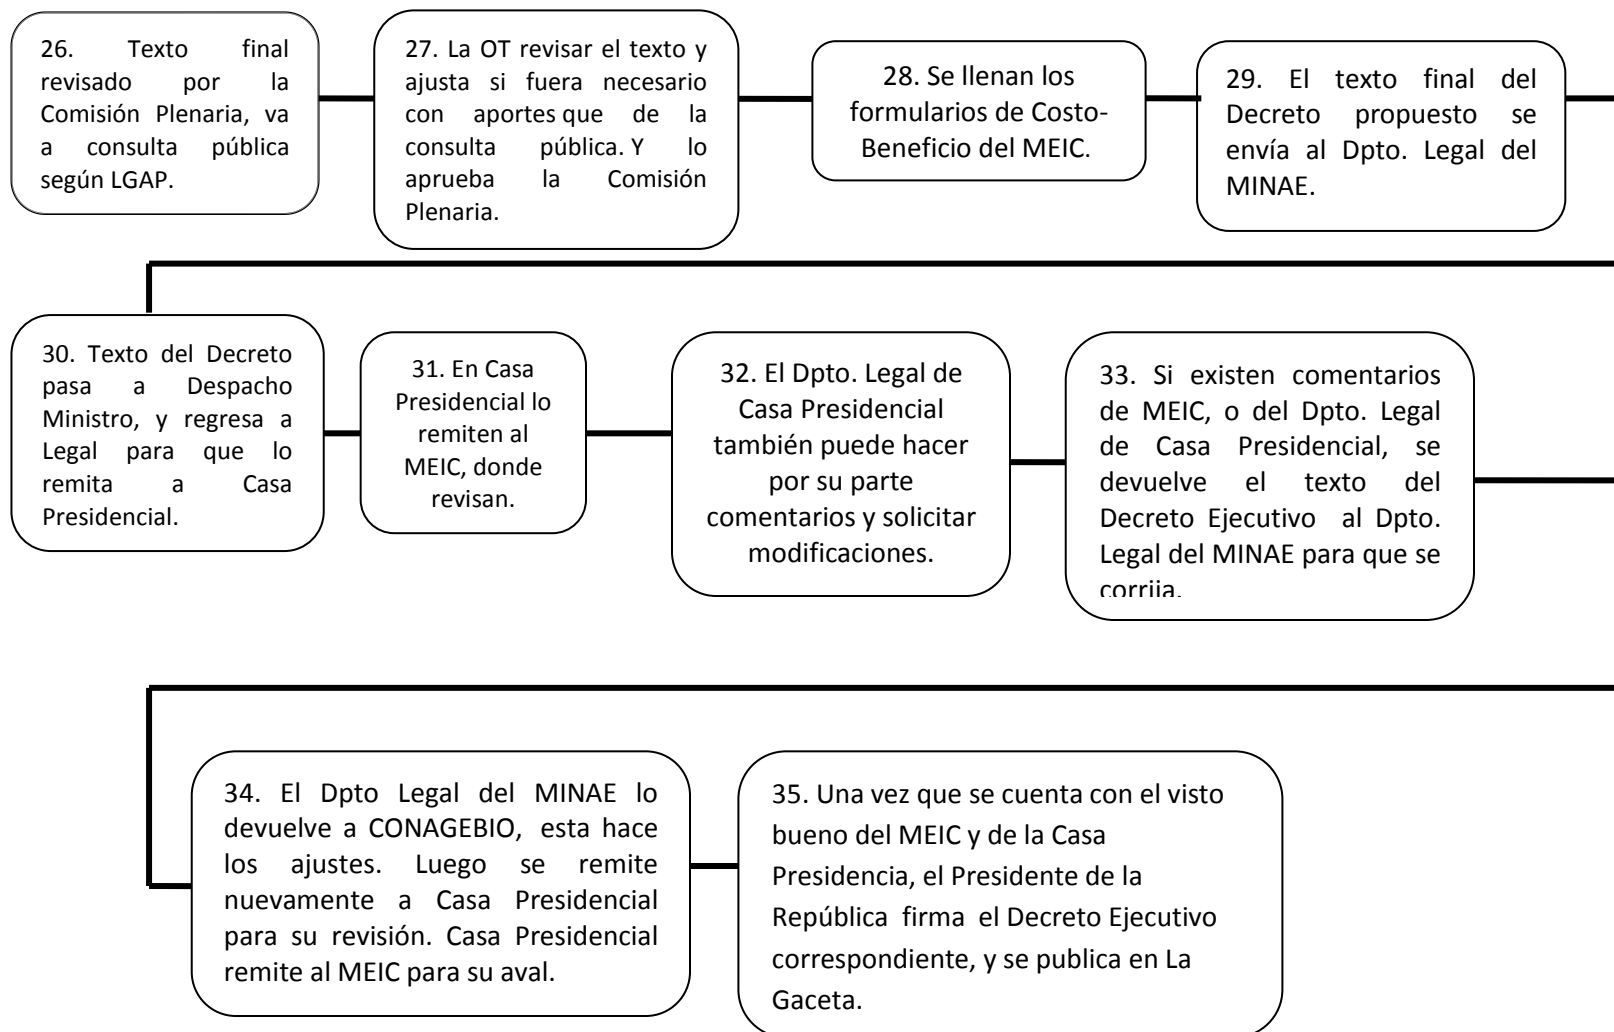 26. Texto final
revisado por la
Comisión Plenaria, va
a consulta pública
según LGAP.
27. La OT revisar el texto y
ajusta si fuera necesario
con aportes que de la
consulta pública. Y lo
aprueba la Comisión
Plenaria.
28. Se llenan los
formularios de Costo-
Beneficio del MEIC.
29. El texto final del
Decreto propuesto se
envía al Dpto. Legal del
MINAE.
30. Texto del Decreto
pasa a Despacho
Ministro, y regresa a
Legal para que lo
remita a Casa
Presidencial.
31. En Casa
Presidencial lo
remiten al
MEIC, donde
revisan.
32. El Dpto. Legal de
Casa Presidencial
también puede hacer
por su parte
comentarios y solicitar
modificaciones.
33. Si existen comentarios
de MEIC, o del Dpto. Legal
de Casa Presidencial, se
devuelve el texto del
Decreto Ejecutivo al Dpto.
Legal del MINAE para que se
corrija.
34. El Dpto Legal del MINAE lo
devuelve a CONAGEBIO, esta hace
los ajustes. Luego se remite
nuevamente a Casa Presidencial
para su revisión. Casa Presidencial
remite al MEIC para su aval.
35. Una vez que se cuenta con el visto
bueno del MEIC y de la Casa
Presidencia, el Presidente de la
República firma el Decreto Ejecutivo
correspondiente, y se publica en La
Gaceta.